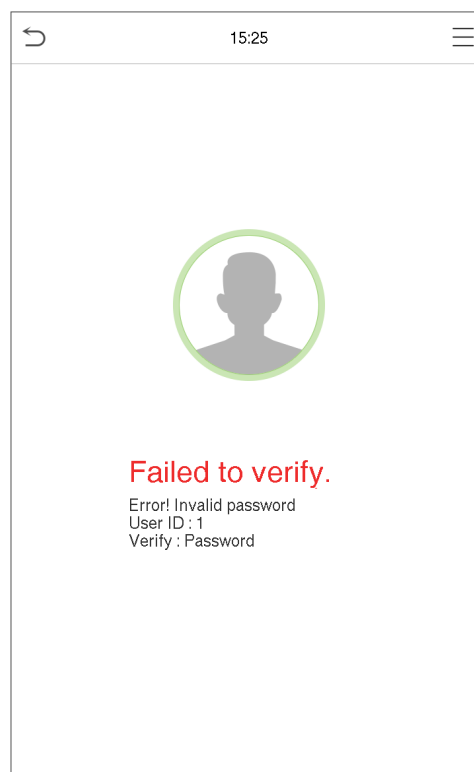 15:25
Failed to verify.
Error! Invalid password
User ID : 1
Verify : Password